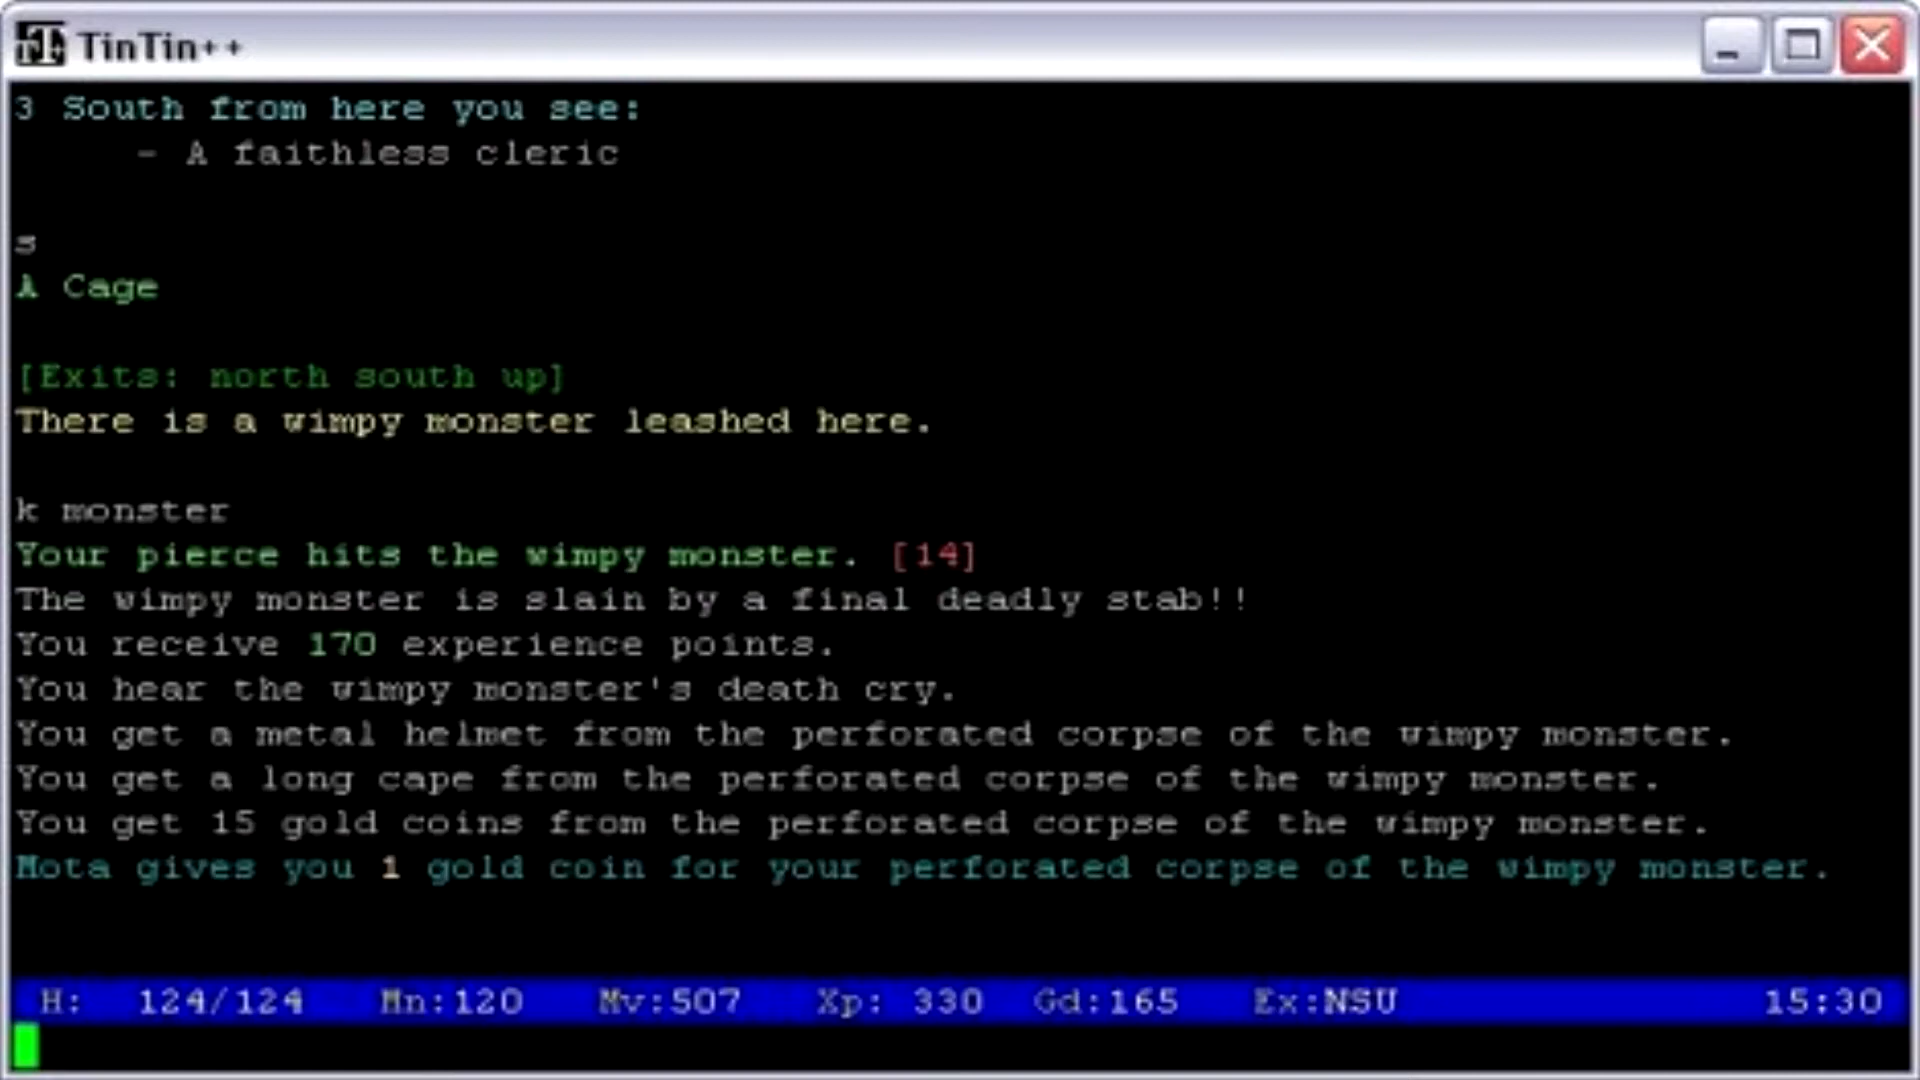 TinTin++
3 South from here you see:
- A faithless cleric
s
A Cage
[Exits: north south up]
There is a wimpy monster leashed here.
k monster
Your pierce hits the wimpy monster. [14]
The wimpy monster is slain by a final deadly stab!!
You receive 170 experience points.
You hear the wimpy monster's death cry.
You get a metal helmet from the perforated corpse of the wimpy monster.
You get a long cape from the perforated corpse of the wimpy monster.
You get 15 gold coins from the perforated corpse of the wimpy monster.
Mota gives you 1 gold coin for your perforated corpse of the wimpy monster.
H: 124/124 Mn:120 Mv:507 Xp: 330 Gd:165 Ex:NSU 15:30